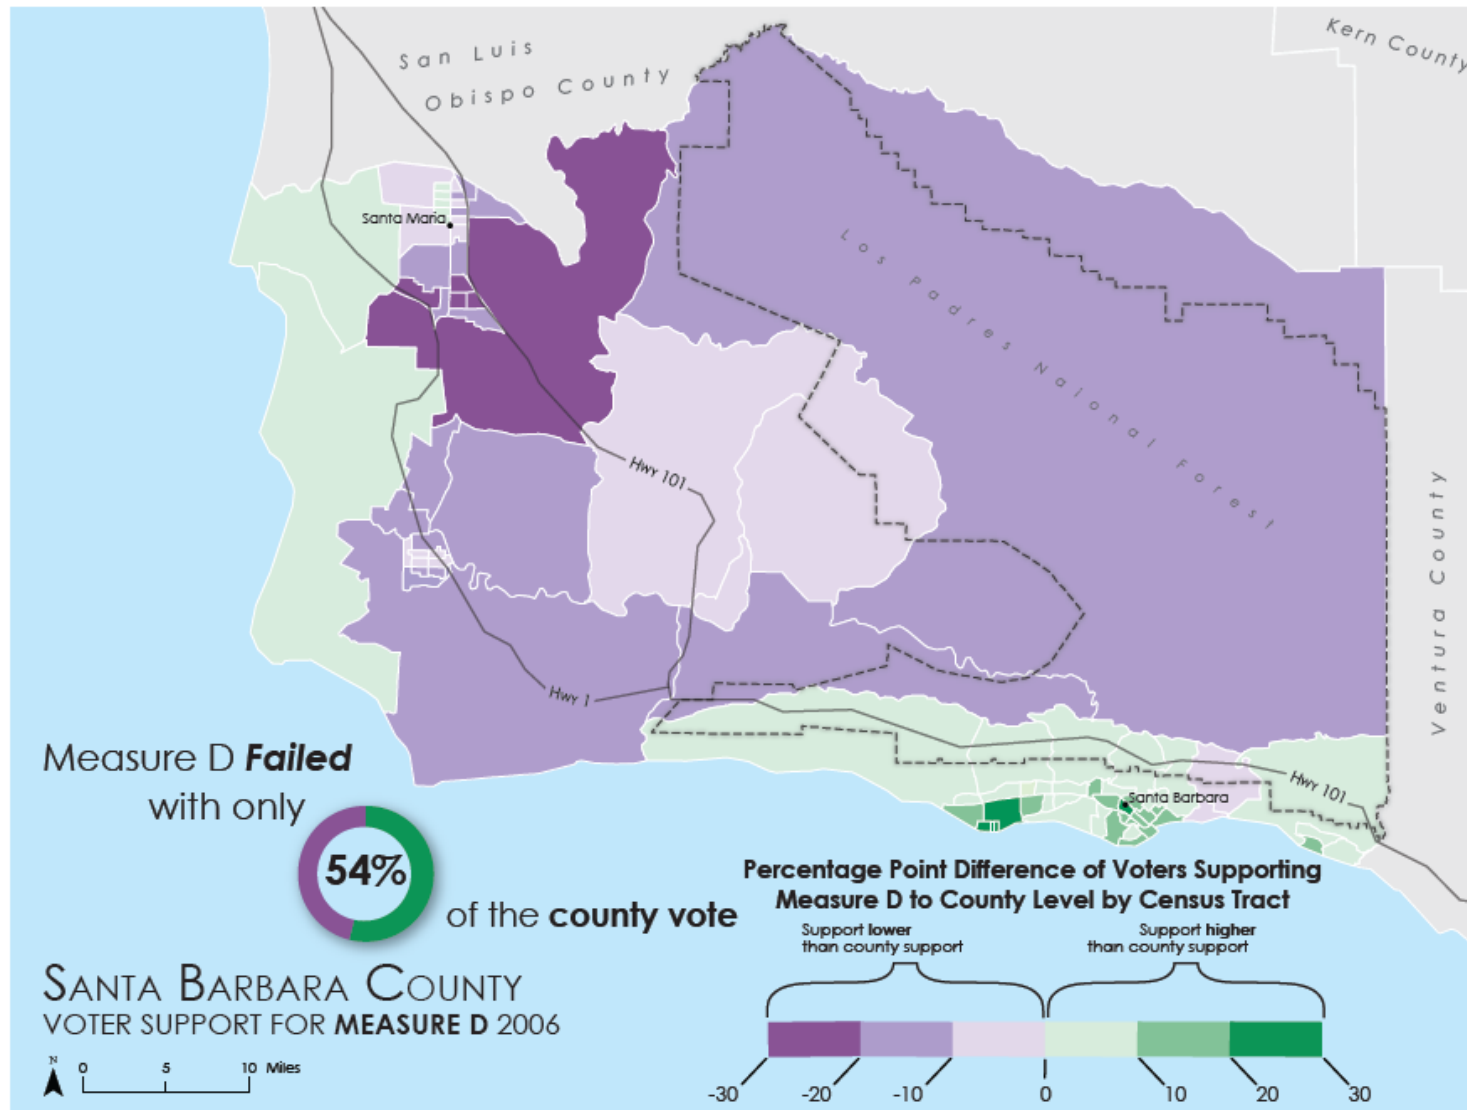 San Luis
Obispo County
Kern County
Santa Maria
Los Padres Naional Forest
Hwy 101
Ventura County
Hwy 1
Hwy 101
Santa Barbara
Measure D Failed
with only
54%
of the county vote
SANTA BARBARA COUNTY
VOTER SUPPORT FOR MEASURE D 2006
N
0 5 10 Miles
Percentage Point Difference of Voters Supporting
Measure D to County Level by Census Tract
Support lower
than county support
Support higher
than county support
-30 -20 -10 0 10 20 30